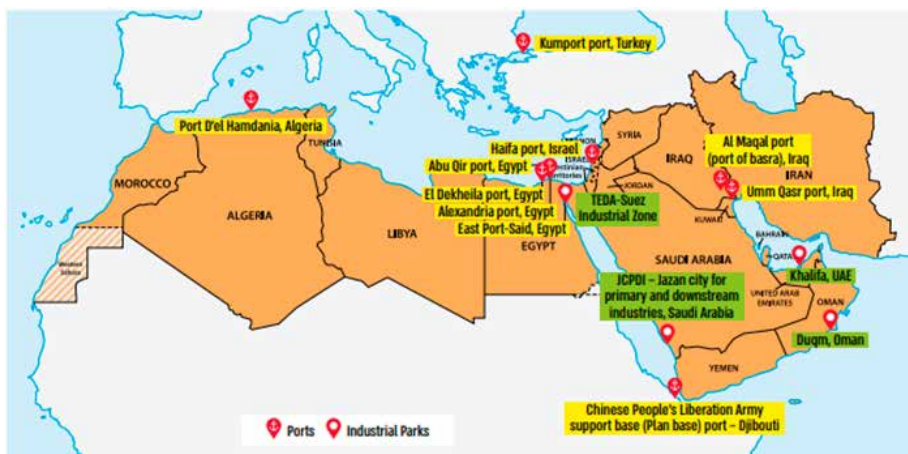 Kumport port, Turkey
Port D'el Hamdania, Algeria
TUNISIA
MOROCCO
ALGERIA
LIBYA
EGYPT
Haifa port, Israel
Abu Qir port, Egypt
El Dekheila port, Egypt
Alexandria port, Egypt
East Port-Said, Egypt
ISRAEL
SYRIA
JORDAN
TEDA-Suez
Industrial Zone
IRAQ
IRAN
Al Maqal port
(port of basra), Iraq
Umm Qasr port, Iraq
KUWAIT
BAHRAIN
QATAR
SAUDI ARABIA
Khalifa, UAE
UNITED ARAB
EMIRATES
OMAN
JCPDI – Jazan city for
primary and downstream
industries, Saudi Arabia
Duqm, Oman
YEMEN
Chinese People's Liberation Army
support base (Plan base) port – Djibouti
Ports
Industrial Parks